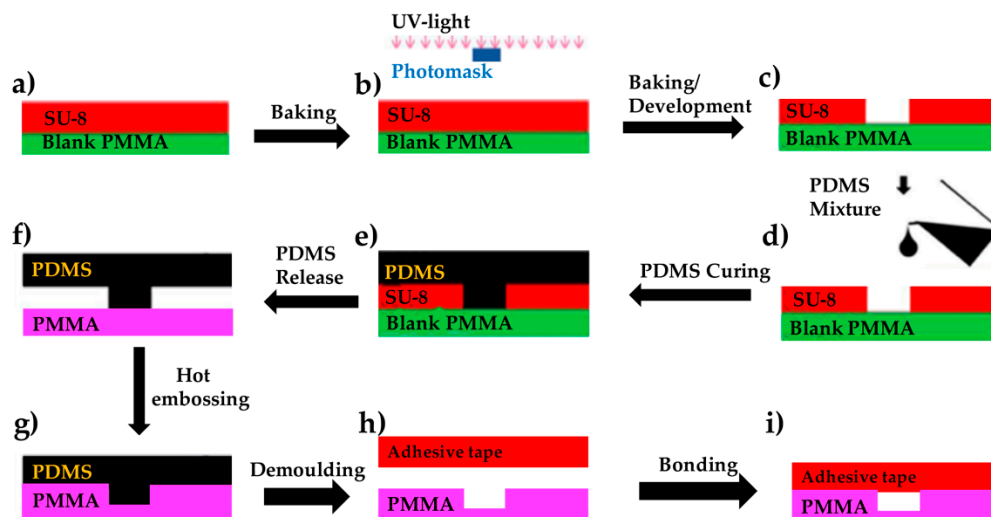 UV-light
Photomask
a)
SU-8
Blank PMMA
Baking
b)
SU-8
Blank PMMA
Baking/
Development
c)
SU-8
Blank PMMA
PDMS
Mixture
d)
SU-8
Blank PMMA
PDMS Curing
e)
PDMS
SU-8
Blank PMMA
PDMS
Release
f)
PDMS
PMMA
Hot
embossing
g)
PDMS
PMMA
Demoulding
h)
Adhesive tape
PMMA
Bonding
i)
Adhesive tape
PMMA